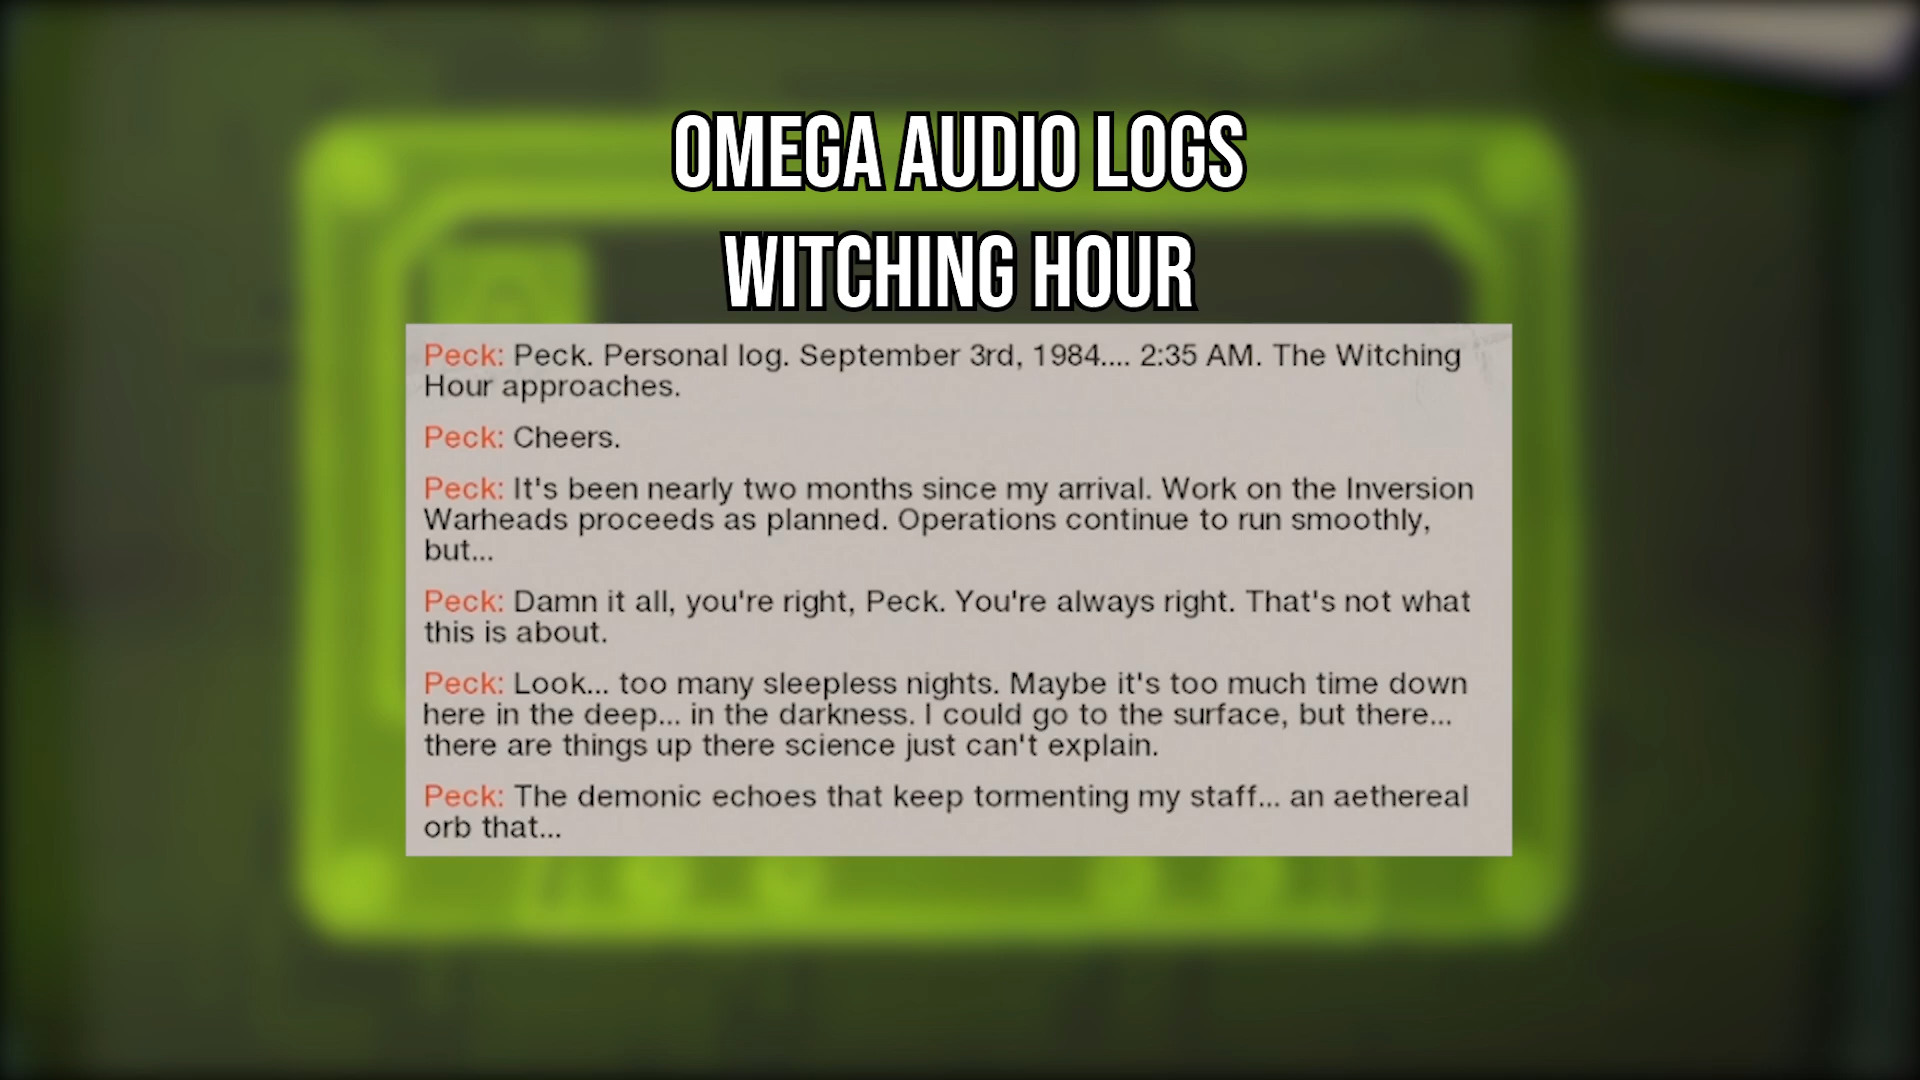 OMEGA AUDIO LOGS
WITCHING HOUR
Peck: Peck. Personal log. September 3rd, 1984.... 2:35 AM. The Witching
Hour approaches.
Peck: Cheers.
Peck: It's been nearly two months since my arrival. Work on the Inversion
Warheads proceeds as planned. Operations continue to run smoothly,
but...
Peck: Damn it all, you're right, Peck. You're always right. That's not what
this is about.
Peck: Look... too many sleepless nights. Maybe it's too much time down
here in the deep... in the darkness. I could go to the surface, but there...
there are things up there science just can't explain.
Peck: The demonic echoes that keep tormenting my staff... an aethereal
orb that...